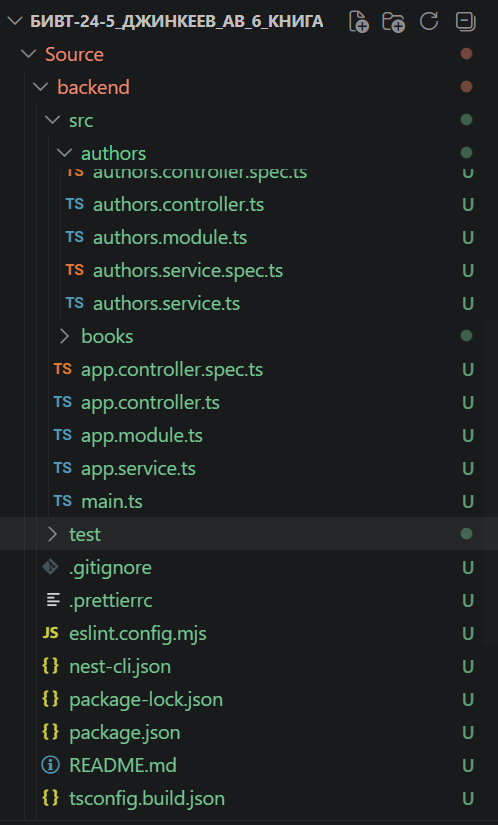 БИВТ-24-5_ДЖИНКЕЕВ_АВ_6_КНИГА
Source
backend
src
authors
TS authors.controller.spec.ts U
TS authors.controller.ts U
TS authors.module.ts U
TS authors.service.spec.ts U
TS authors.service.ts U
books
TS app.controller.spec.ts U
TS app.controller.ts U
TS app.module.ts U
TS app.service.ts U
TS main.ts U
test
.gitignore U
.prettierrc U
JS eslint.config.mjs U
{} nest-cli.json U
{} package-lock.json U
{} package.json U
README.md U
{} tsconfig.build.json U